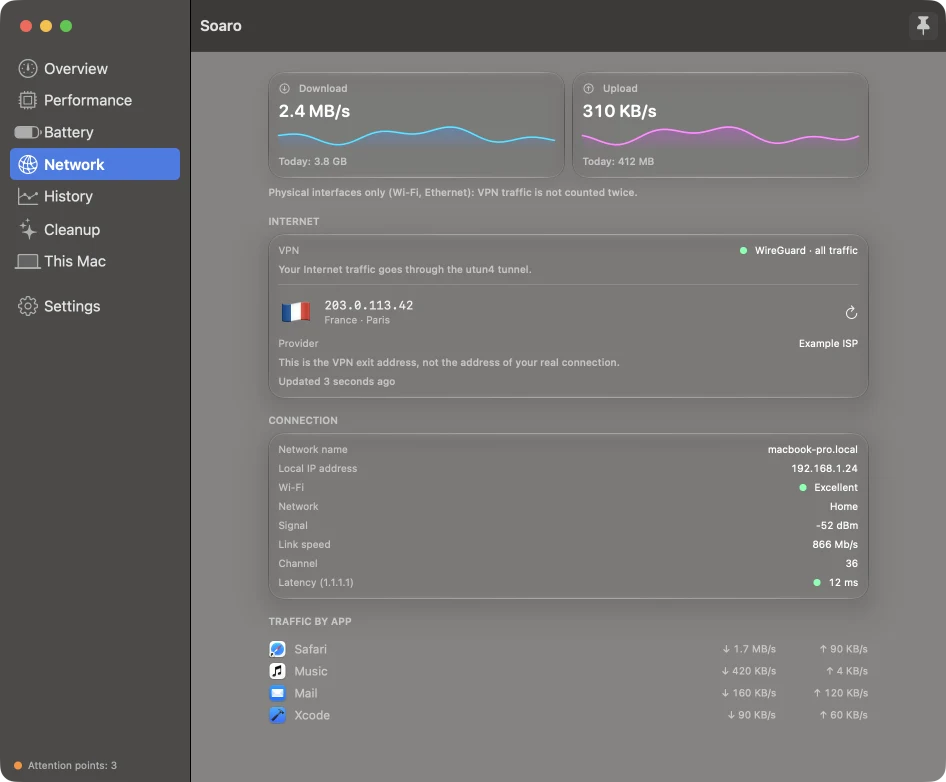 Soaro
Overview
Performance
Battery
Network
History
Cleanup
This Mac
Settings
Attention points: 3
Download
2.4 MB/s
Today: 3.8 GB
Upload
310 KB/s
Today: 412 MB
Physical interfaces only (Wi-Fi, Ethernet): VPN traffic is not counted twice.
INTERNET
VPN WireGuard · all traffic
Your Internet traffic goes through the utun4 tunnel.
203.0.113.42
France · Paris
Provider Example ISP
This is the VPN exit address, not the address of your real connection.
Updated 3 seconds ago
CONNECTION
Network name macbook-pro.local
Local IP address 192.168.1.24
Wi-Fi Excellent
Network Home
Signal -52 dBm
Link speed 866 Mb/s
Channel 36
Latency (1.1.1.1) 12 ms
TRAFFIC BY APP
Safari ↓ 1.7 MB/s ↑ 90 KB/s
Music ↓ 420 KB/s ↑ 4 KB/s
Mail ↓ 160 KB/s ↑ 120 KB/s
Xcode ↓ 90 KB/s ↑ 60 KB/s